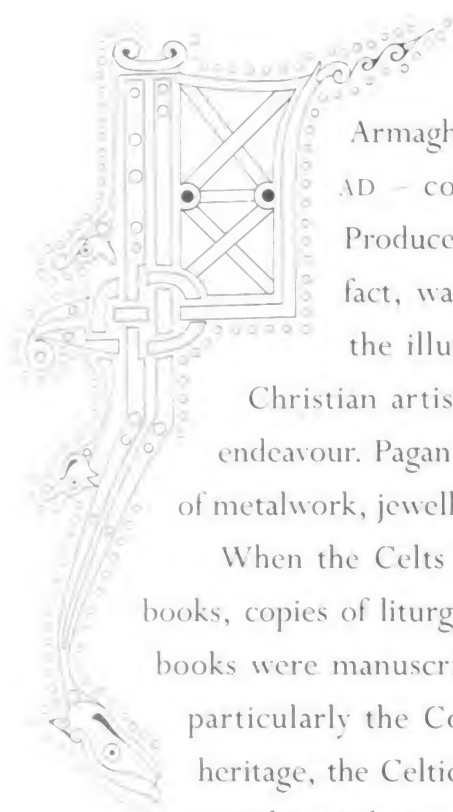 Armagh
AD – co
Produce
fact, wa
the illu
Christian artis
endeavour. Pagan
of metalwork, jewell
When the Celts
books, copies of liturg
books were manuscri
particularly the Co
heritage, the Celtic